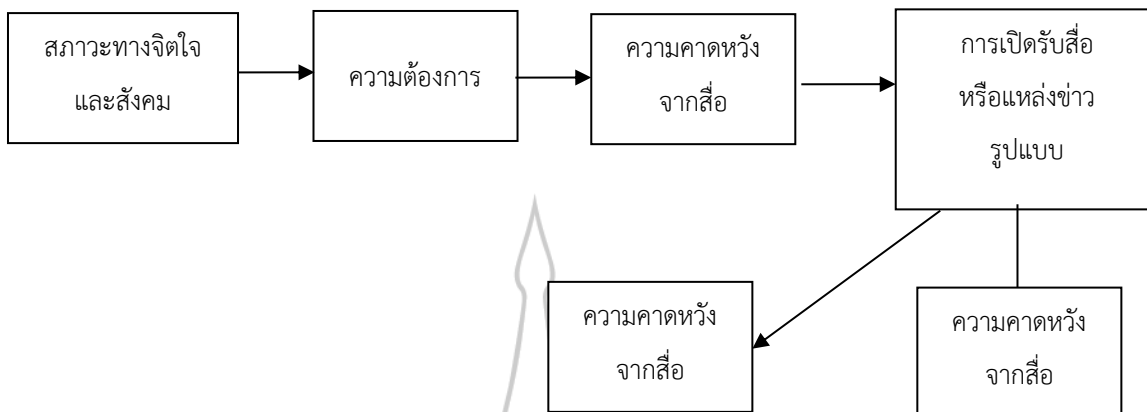 สภาวะทางจิตใจ
และสังคม
ความต้องการ
ความคาดหวัง
จากสื่อ
การเปิดรับสื่อ
หรือแหล่งข่าว
รูปแบบ
ความคาดหวัง
จากสื่อ
ความคาดหวัง
จากสื่อ